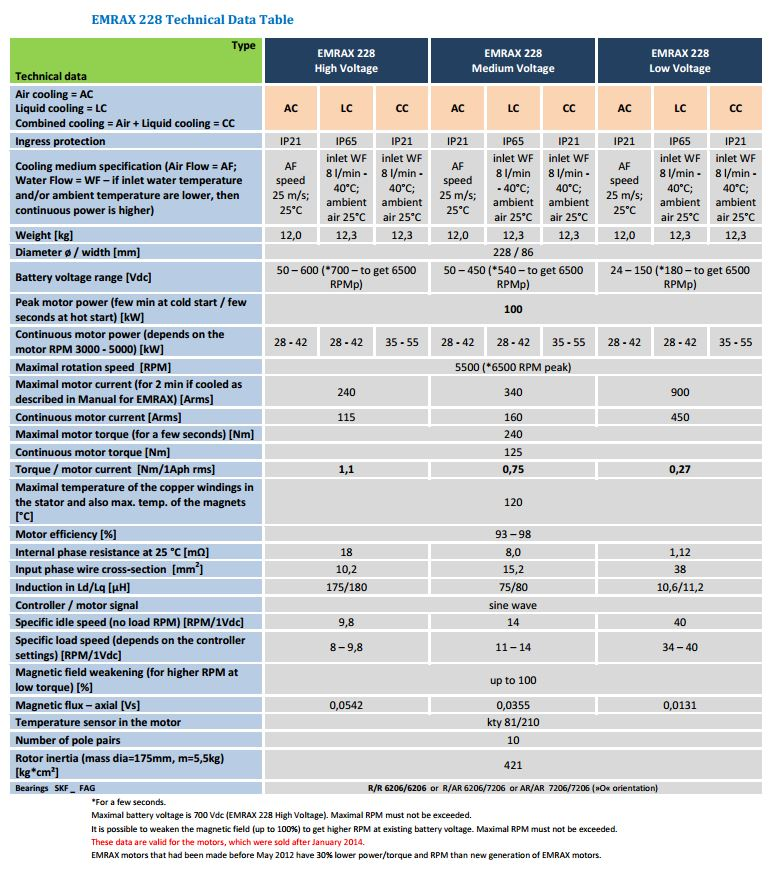 EMRAX 228 Technical Data Table
Type
Technical data
EMRAX 228
High Voltage
EMRAX 228
Medium Voltage
EMRAX 228
Low Voltage
Air cooling = AC
Liquid cooling = LC
Combined cooling = Air + Liquid cooling = CC
AC LC CC AC LC CC AC LC CC
Ingress protection IP21 IP65 IP21 IP21 IP65 IP21 IP21 IP65 IP21
Cooling medium specification (Air Flow = AF;
Water Flow = WF – if inlet water temperature
and/or ambient temperature are lower, then
continuous power is higher)
AF
speed
25 m/s;
25°C
inlet WF
8 l/min -
40°C;
ambient
air 25°C
inlet WF
8 l/min -
40°C;
ambient
air 25°C
AF
speed
25 m/s;
25°C
inlet WF
8 l/min
- 40°C;
ambient
air 25°C
inlet WF
8 l/min -
40°C;
ambient
air 25°C
AF
speed
25 m/s;
25°C
inlet WF
8 l/min -
40°C;
ambient
air 25°C
inlet WF
8 l/min -
40°C;
ambient
air 25°C
Weight [kg] 12,0 12,3 12,3 12,0 12,3 12,3 12,0 12,3 12,3
Diameter ø / width [mm] 228 / 86
Battery voltage range [Vdc]
50 – 600 (*700 – to get 6500
RPMp)
50 – 450 (*540 – to get 6500
RPMp)
24 – 150 (*180 – to get 6500
RPMp)
Peak motor power (few min at cold start / few
seconds at hot start) [kW]
100
Continuous motor power (depends on the
motor RPM 3000 - 5000) [kW]
28 - 42 28 - 42 35 - 55 28 - 42 28 - 42 35 - 55 28 - 42 28 - 42 35 - 55
Maximal rotation speed [RPM] 5500 (*6500 RPM peak)
Maximal motor current (for 2 min if cooled as
described in Manual for EMRAX) [Arms]
240 340 900
Continuous motor current [Arms] 115 160 450
Maximal motor torque (for a few seconds) [Nm] 240
Continuous motor torque [Nm] 125
Torque / motor current [Nm/1Aph rms] 1,1 0,75 0,27
Maximal temperature of the copper windings in
the stator and also max. temp. of the magnets
[°C]
120
Motor efficiency [%] 93 – 98
Internal phase resistance at 25 °C [mΩ] 18 8,0 1,12
Input phase wire cross-section [mm²] 10,2 15,2 38
Induction in Ld/Lq [µH] 175/180 75/80 10,6/11,2
Controller / motor signal sine wave
Specific idle speed (no load RPM) [RPM/1Vdc] 9,8 14 40
Specific load speed (depends on the controller
settings) [RPM/1Vdc]
8 – 9,8 11 – 14 34 – 40
Magnetic field weakening (for higher RPM at
low torque) [%]
up to 100
Magnetic flux – axial [Vs] 0,0542 0,0355 0,0131
Temperature sensor in the motor kty 81/210
Number of pole pairs 10
Rotor inertia (mass dia=175mm, m=5,5kg)
[kg*cm²]
421
Bearings SKF_ FAG R/R 6206/6206 or R/AR 6206/7206 or AR/AR 7206/7206 (»O« orientation)
*For a few seconds.
Maximal battery voltage is 700 Vdc (EMRAX 228 High Voltage). Maximal RPM must not be exceeded.
It is possible to weaken the magnetic field (up to 100%) to get higher RPM at existing battery voltage. Maximal RPM must not be exceeded.
These data are valid for the motors, which were sold after January 2014.
EMRAX motors that had been made before May 2012 have 30% lower power/torque and RPM than new generation of EMRAX motors.